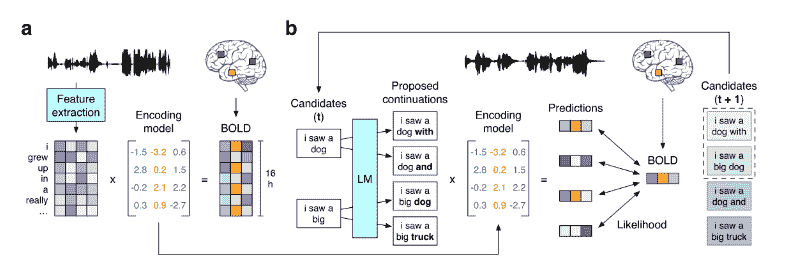 a
Feature
extraction
Encoding
model
BOLD
i
grew
up
in
a
really
...
-1.5 -3.2 0.6
2.8 0.2 1.5
-0.2 2.1 2.2
0.3 0.9 -2.7
x
=
16
h
b
Candidates
(t)
i saw a
dog
i saw a
big
LM
Proposed
continuations
i saw a
dog with
i saw a
dog and
i saw a
big dog
i saw a
big truck
x
Encoding
model
-1.5 -3.2 0.6
2.8 0.2 1.5
-0.2 2.1 2.2
0.3 0.9 -2.7
=
Predictions
BOLD
Likelihood
Candidates
(t + 1)
i saw a
dog with
i saw a
big dog
i saw a
dog and
i saw a
big truck